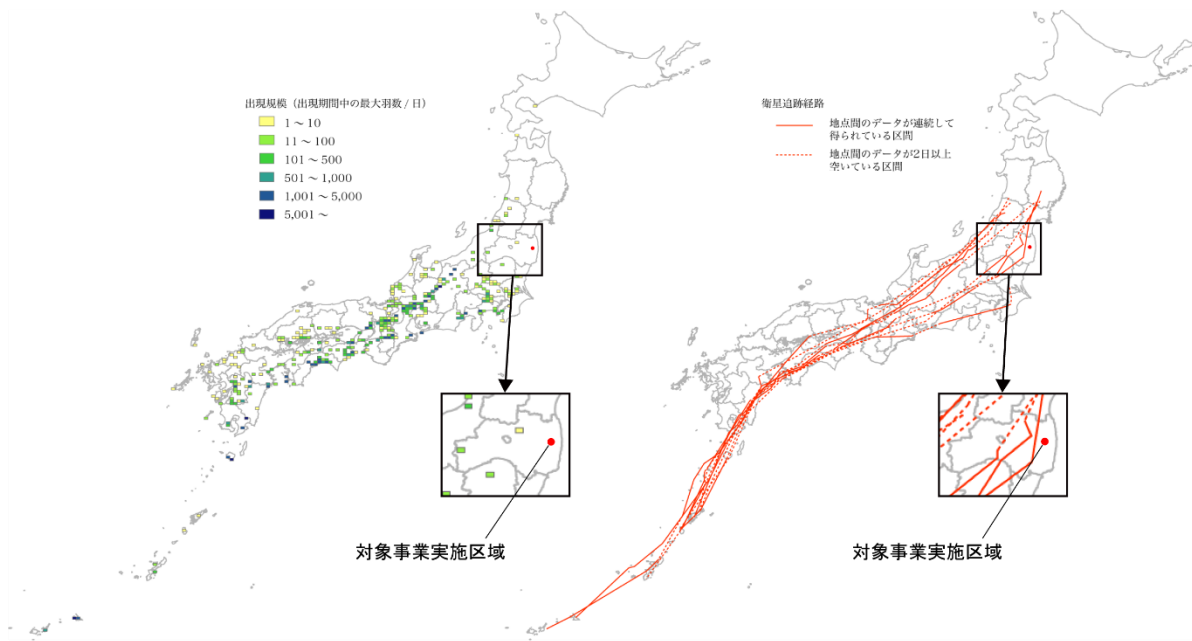 出現規模（出現期間中の最大羽数 / 日）
1～10
11～100
101～500
501～1,000
1,001～5,000
5,001～
対象事業実施区域
衛星追跡経路
地点間のデータが連続して
得られている区間
地点間のデータが2日以上
空いている区間
対象事業実施区域